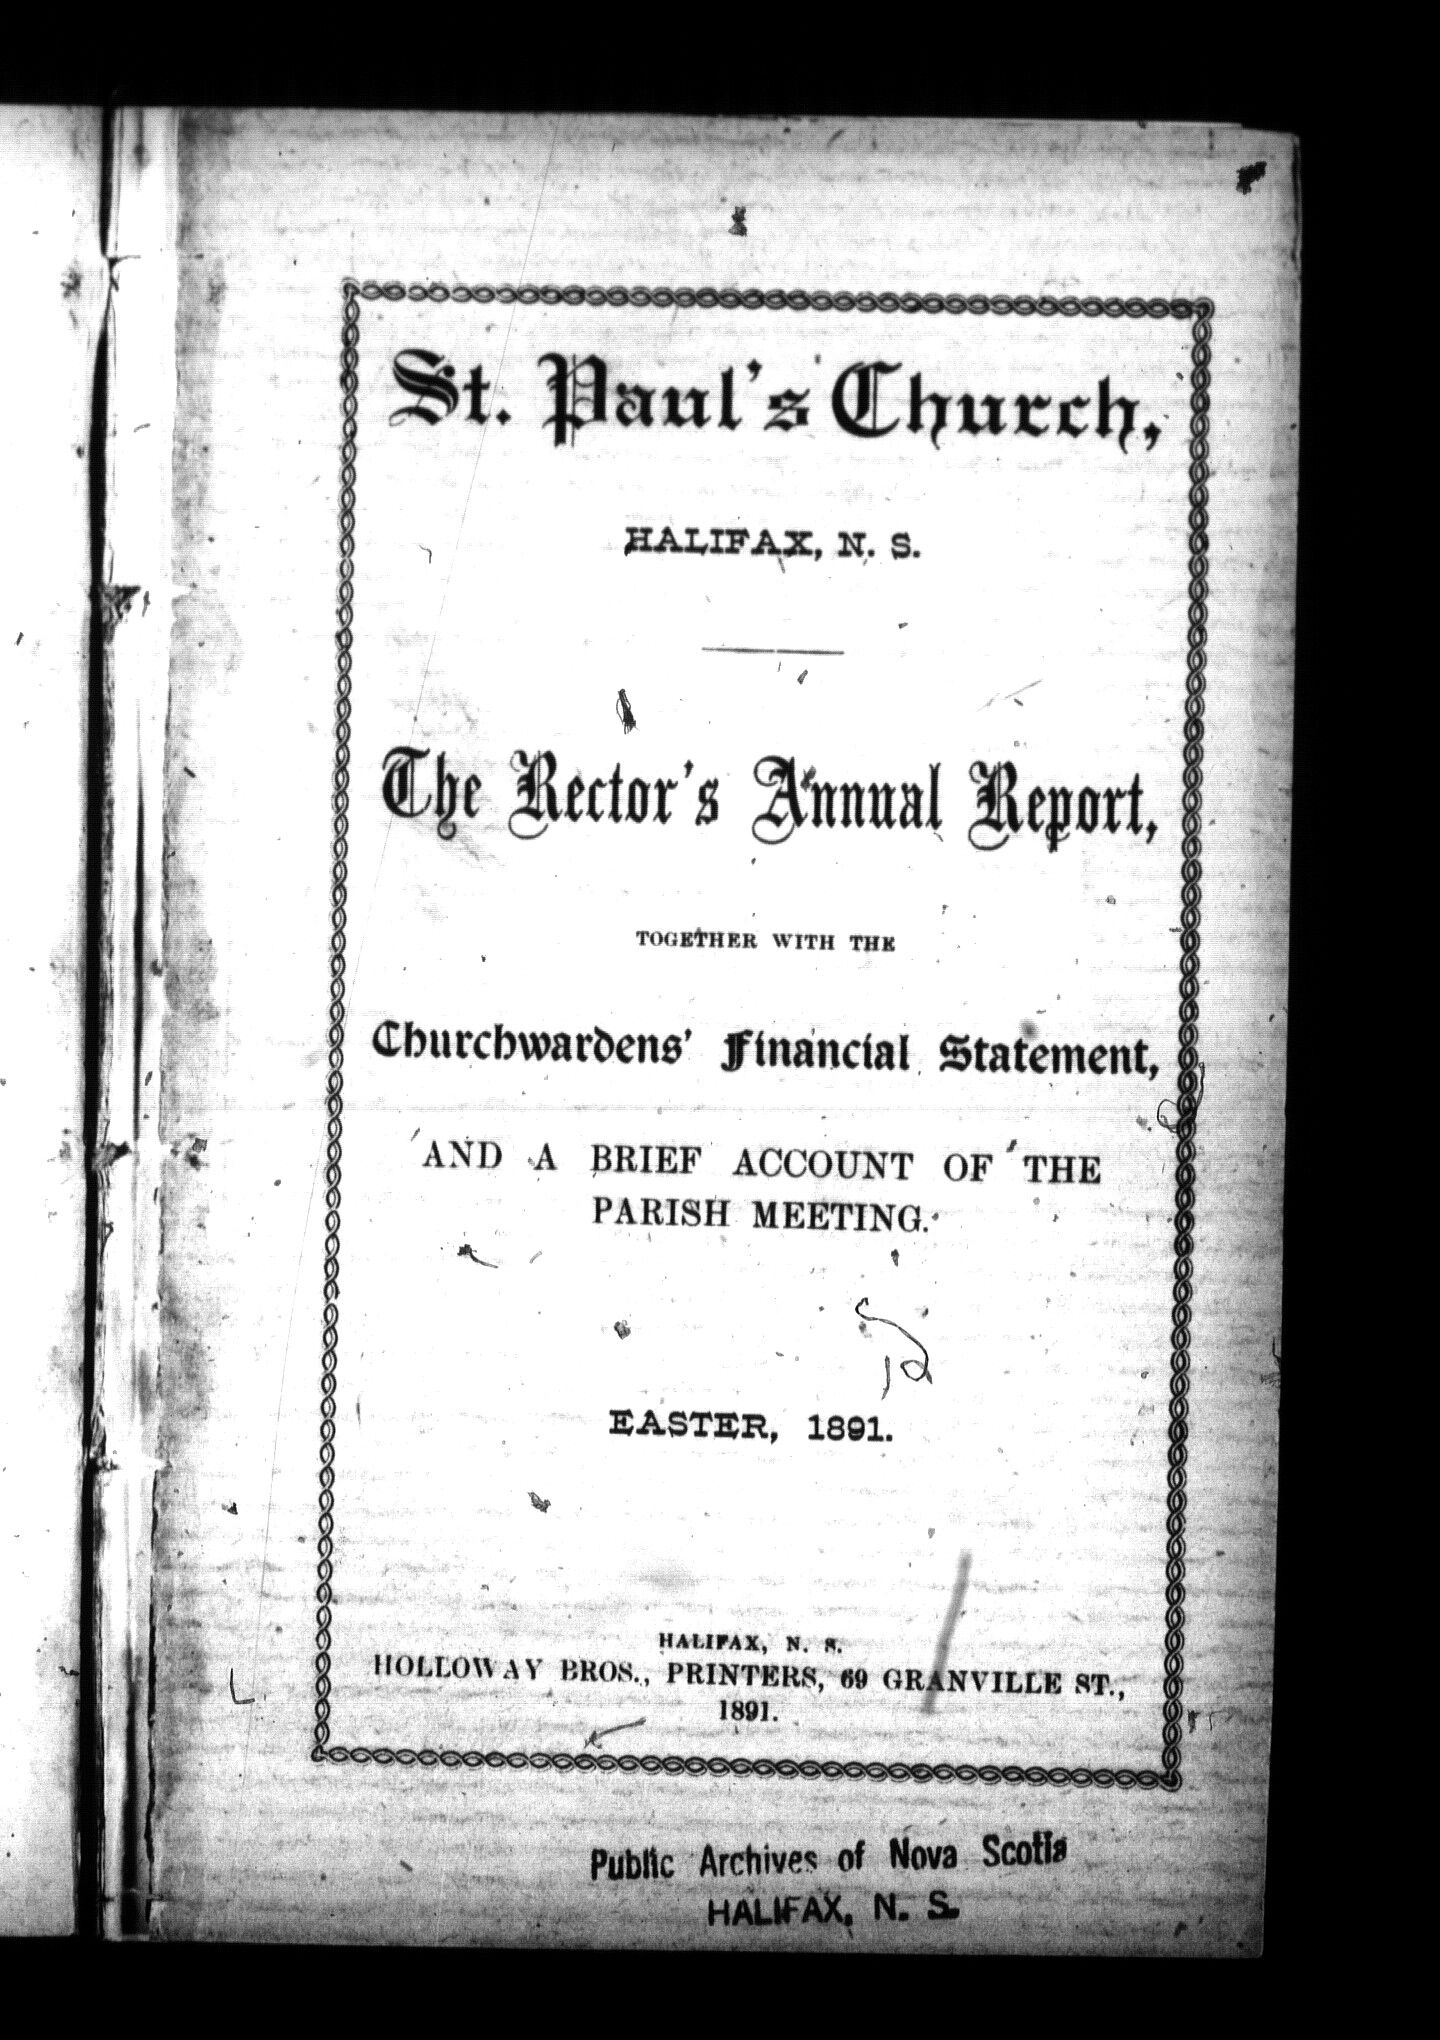 St. Paul's Church,
HALIFAX, N. S.
The Rector's Annual Report,
TOGETHER WITH THE
Churchwardens' Financial Statement,
AND A BRIEF ACCOUNT OF THE
PARISH MEETING.
EASTER, 1891.
HALIFAX, N. S.
HOLLOWAY BROS., PRINTERS, 69 GRANVILLE ST.,
1891.
Public Archives of Nova Scotia
HALIFAX, N. S.